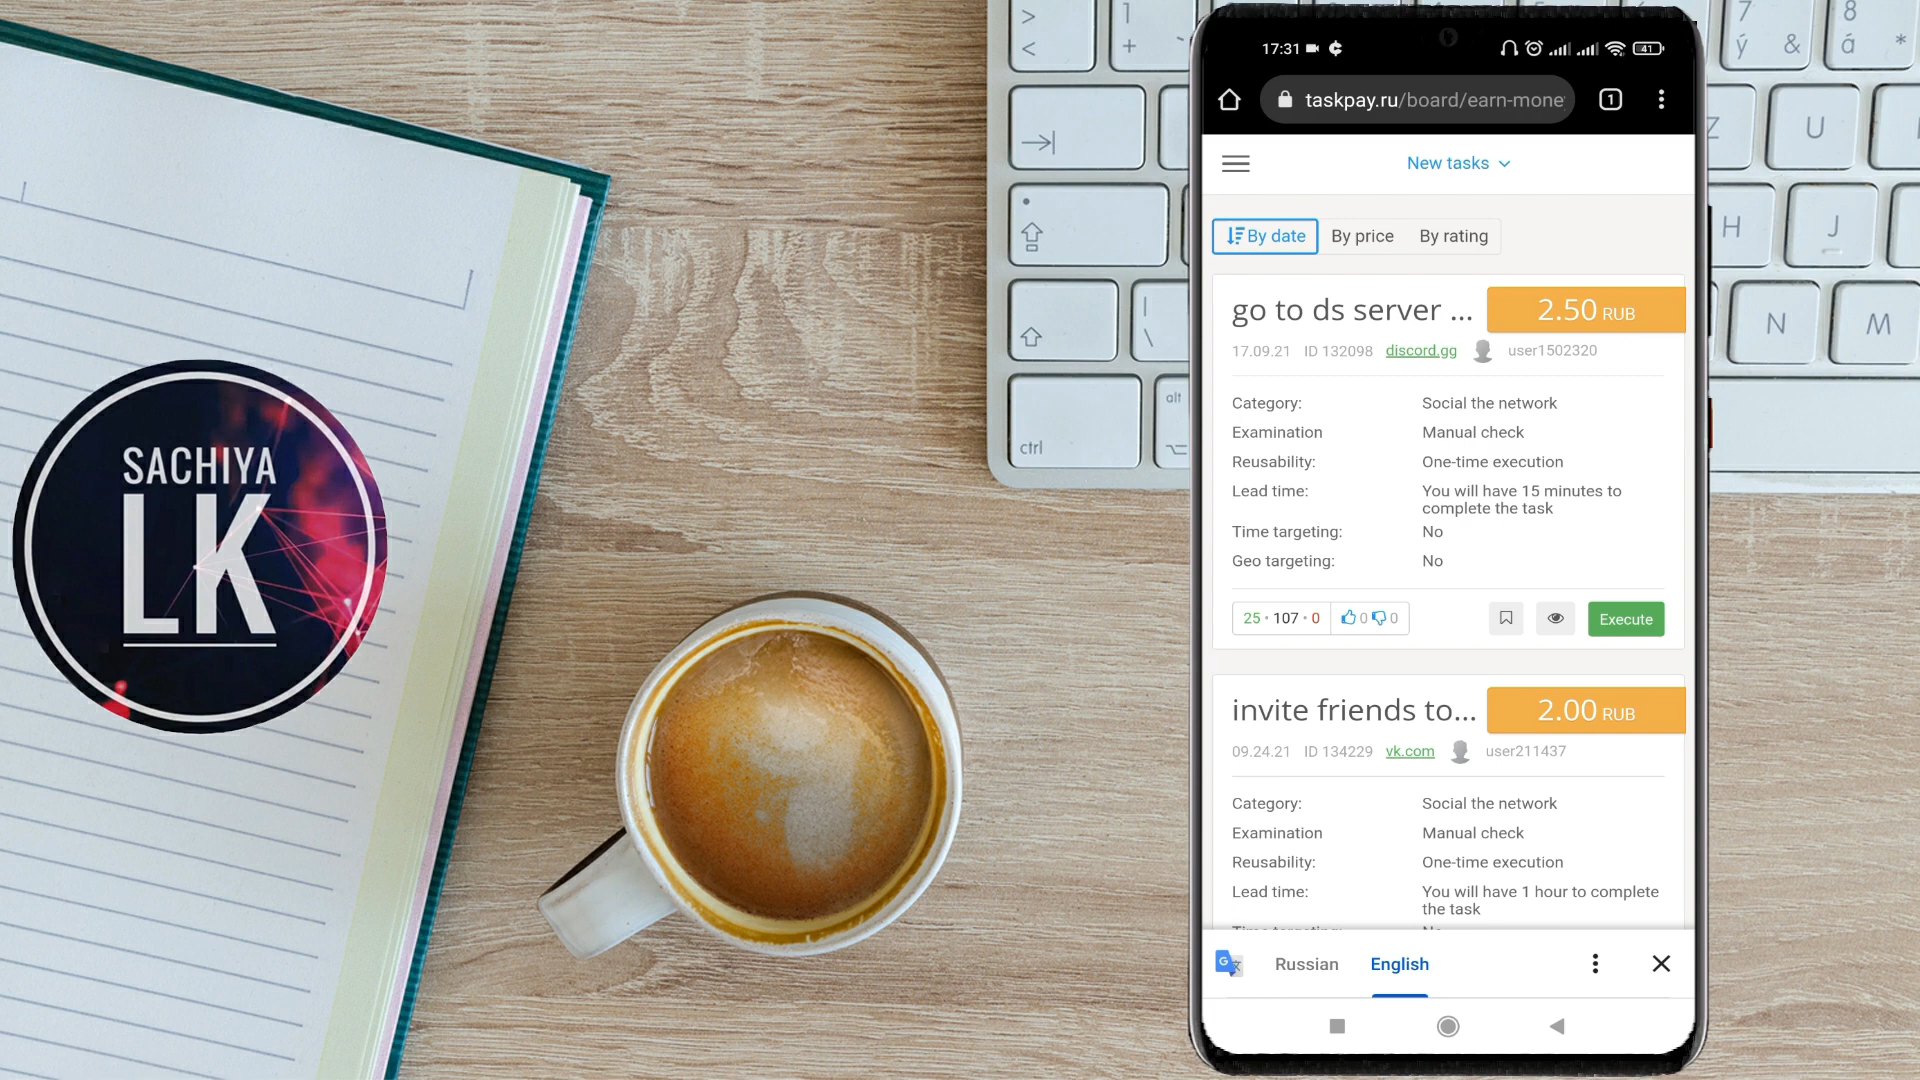 SACHIYA
LK
>
<
1
+
7
ý
&
8
á
*
ctrl
alt
Z
U
H
J
N
M
|
\
17:31
41
taskpay.ru/board/earn-mone
1
New tasks
By date By price By rating
go to ds server ...
2.50 RUB
17.09.21 ID 132098 discord.gg user1502320
Category: Social the network
Examination Manual check
Reusability: One-time execution
Lead time: You will have 15 minutes to
complete the task
Time targeting: No
Geo targeting: No
25 · 107 · 0 0 0 Execute
invite friends to...
2.00 RUB
09.24.21 ID 134229 vk.com user211437
Category: Social the network
Examination Manual check
Reusability: One-time execution
Lead time: You will have 1 hour to complete
the task
Russian English